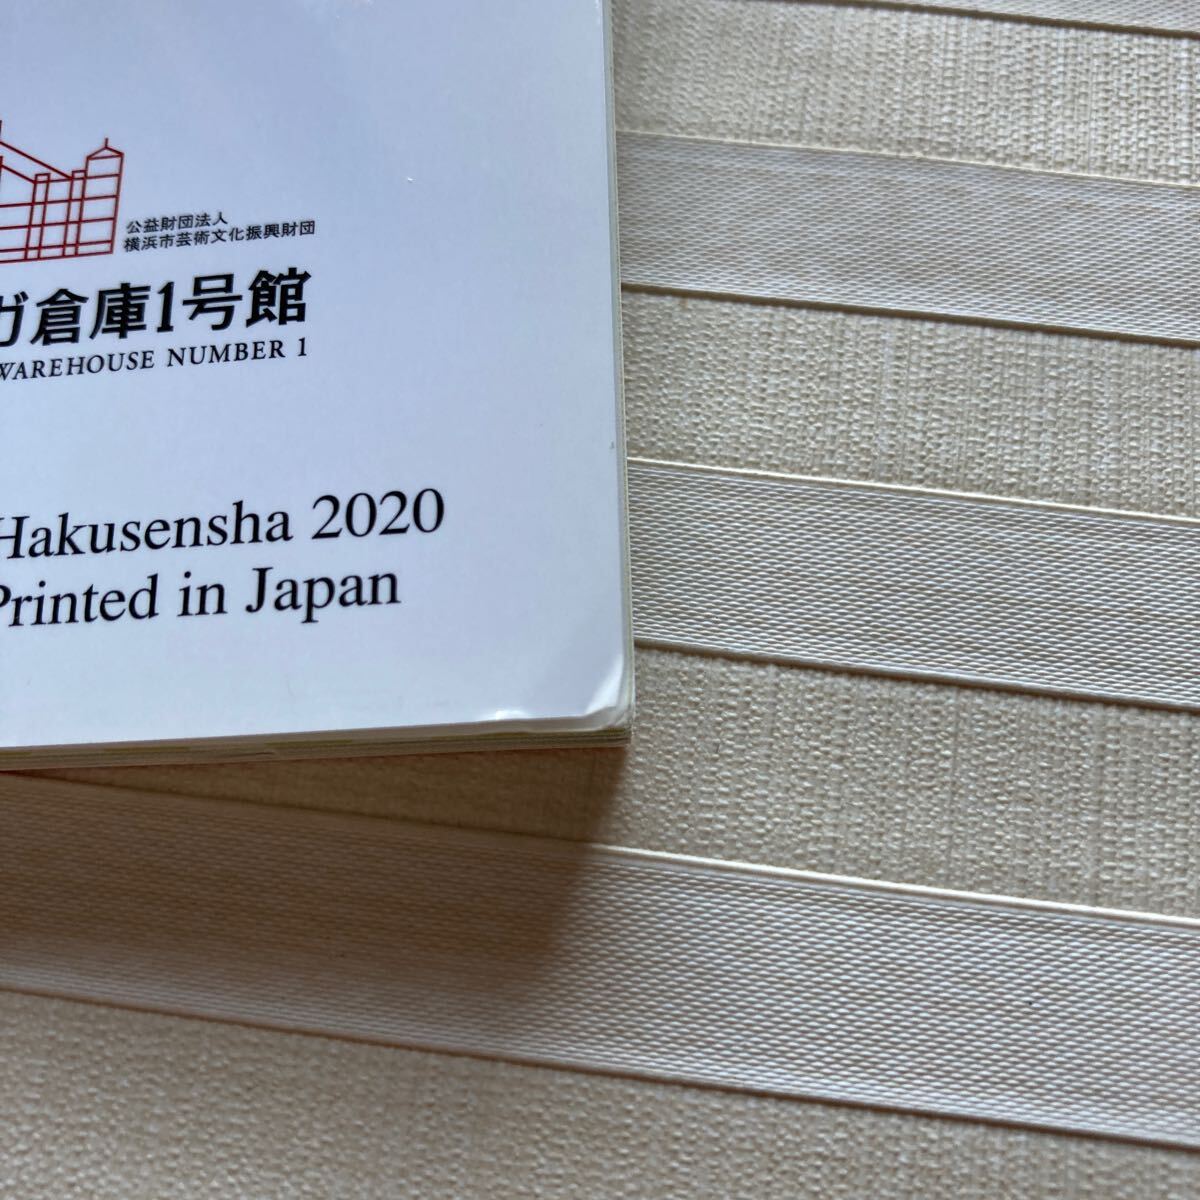 公益財団法人
横浜市芸術文化振興財団
ガ倉庫1号館
WAREHOUSE NUMBER 1
Hakusensha 2020
Printed in Japan